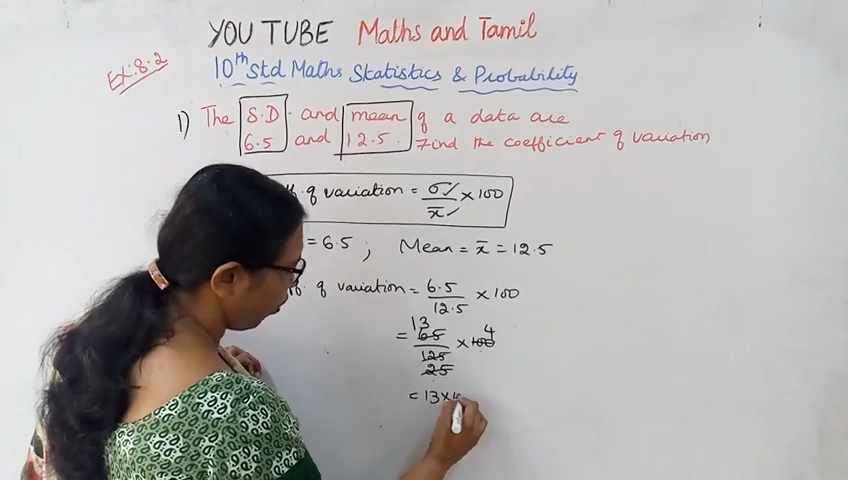 YOU TUBE Maths and Tamil
Ex: 8.2
10th Std Maths Statistics & Probability
1) The S.D. and mean of a data are
6.5 and 12.5. Find the coefficient of variation
of variation = σ✓/x̄✓ × 100
= 6.5 ; Mean = x̄ = 12.5
of variation = 6.5/12.5 × 100
13 4
= 65/125 × 100
25
= 13×4